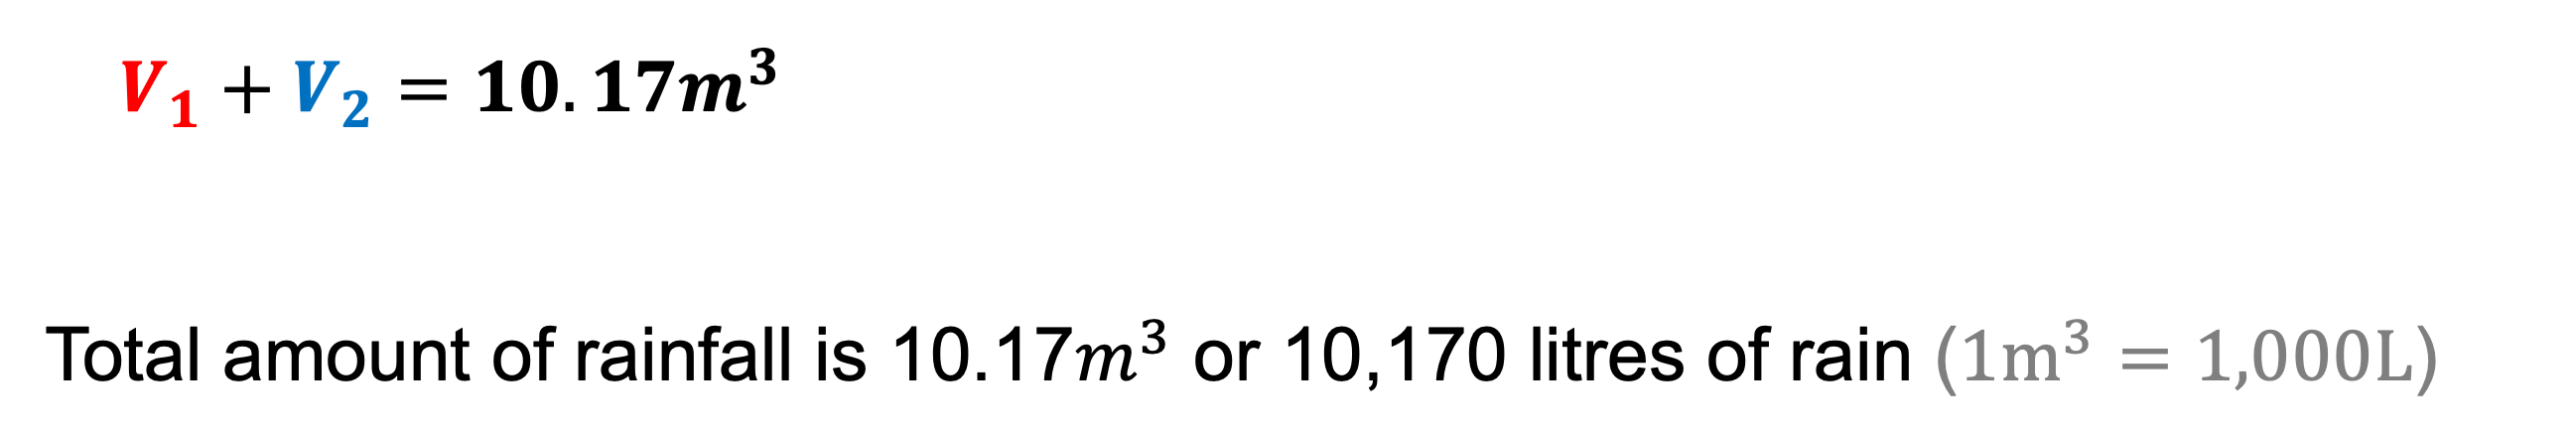 V₁ + V₂ = 10.17m³
Total amount of rainfall is 10.17m³ or 10,170 litres of rain (1m³ = 1,000L)